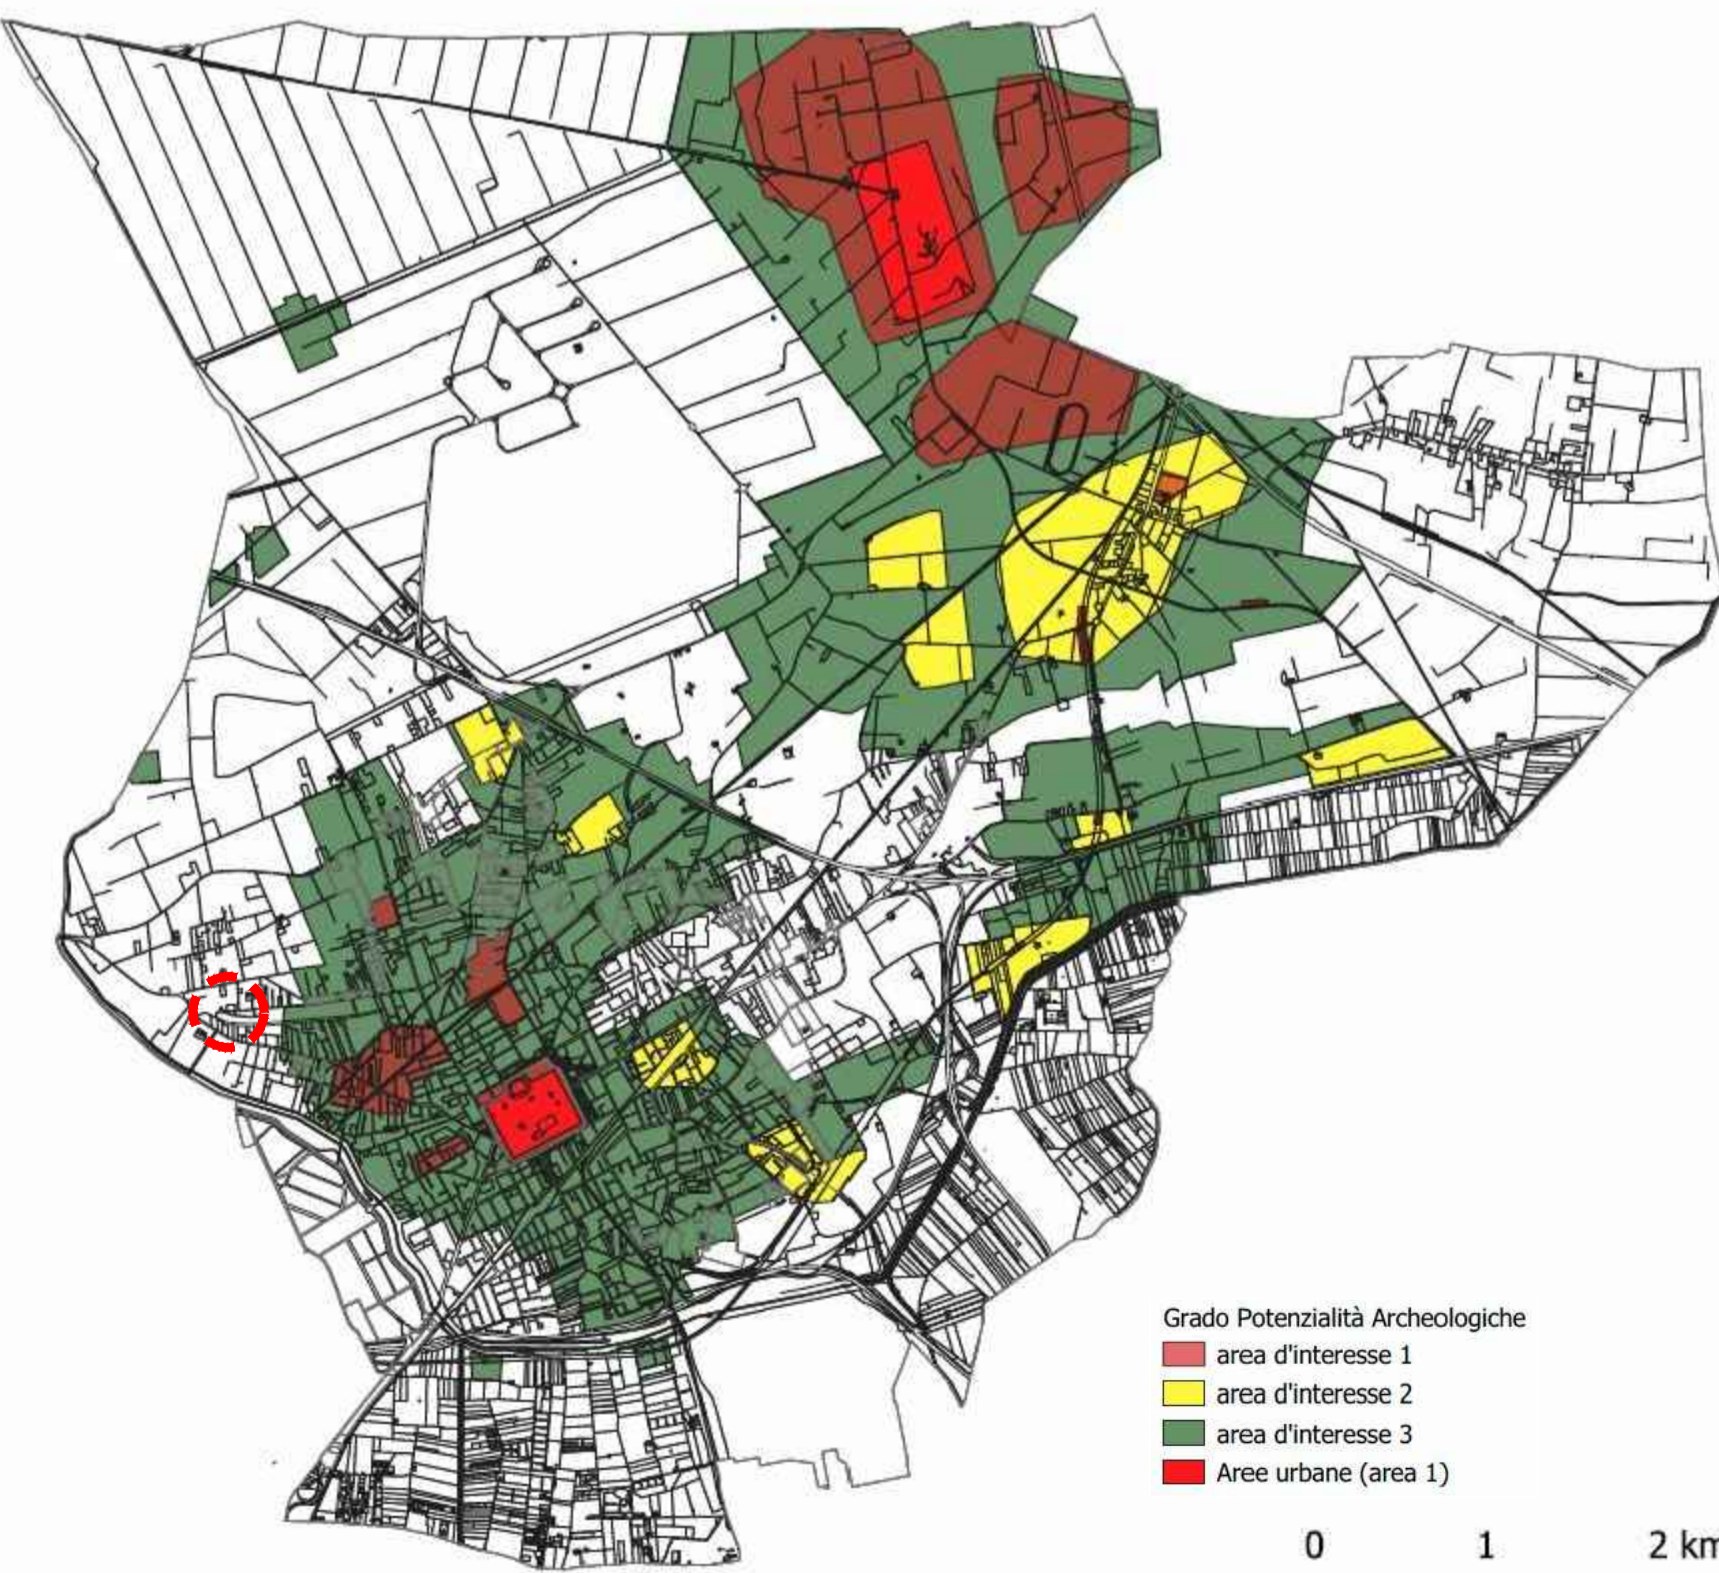 Grado Potenzialità Archeologiche
area d'interesse 1
area d'interesse 2
area d'interesse 3
Aree urbane (area 1)
0 1 2 km